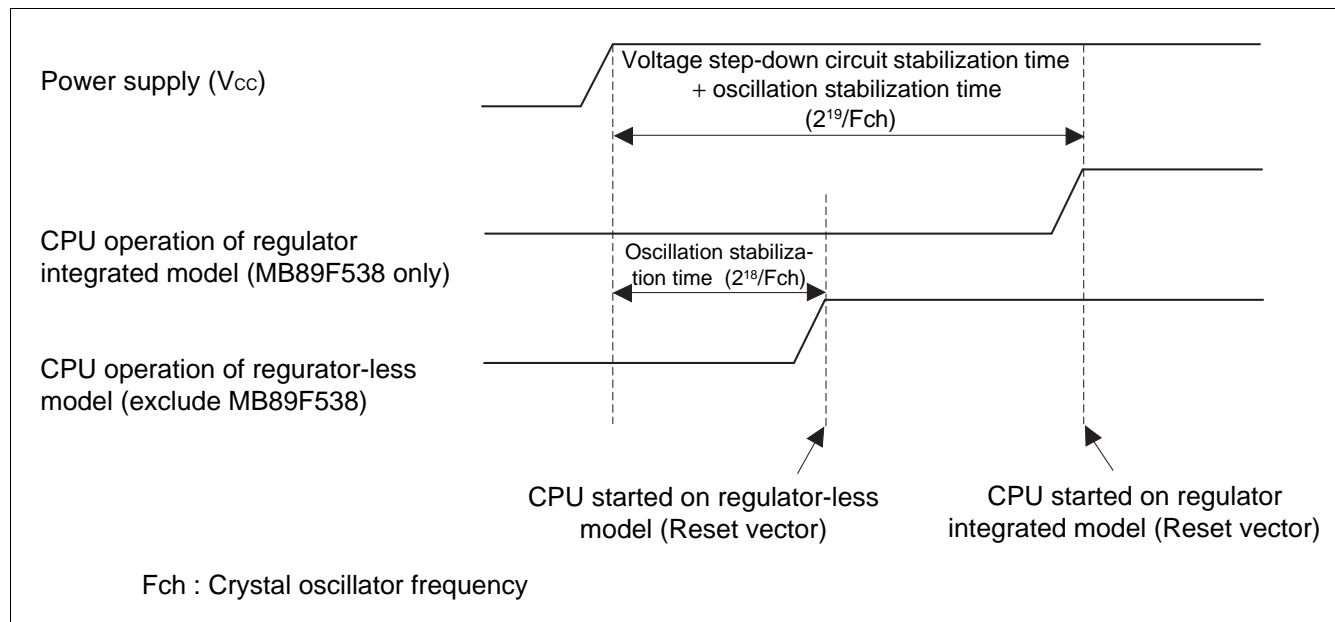 Power supply (VCC)
Voltage step-down circuit stabilization time
+ oscillation stabilization time
(2¹⁹/Fch)
CPU operation of regulator
integrated model (MB89F538 only)
Oscillation stabiliza-
tion time (2¹⁸/Fch)
CPU operation of regurator-less
model (exclude MB89F538)
CPU started on regulator-less
model (Reset vector)
CPU started on regulator
integrated model (Reset vector)
Fch : Crystal oscillator frequency